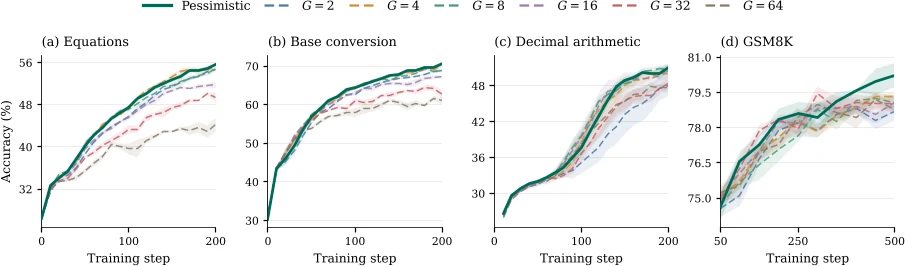 Pessimistic G = 2 G = 4 G = 8 G = 16 G = 32 G = 64
(a) Equations
(b) Base conversion
(c) Decimal arithmetic
(d) GSM8K
Accuracy (%)
56
48
40
32
0 100 200
Training step
70
60
50
40
30
0 100 200
Training step
48
42
36
30
0 100 200
Training step
81.0
79.5
78.0
76.5
75.0
50 250 500
Training step